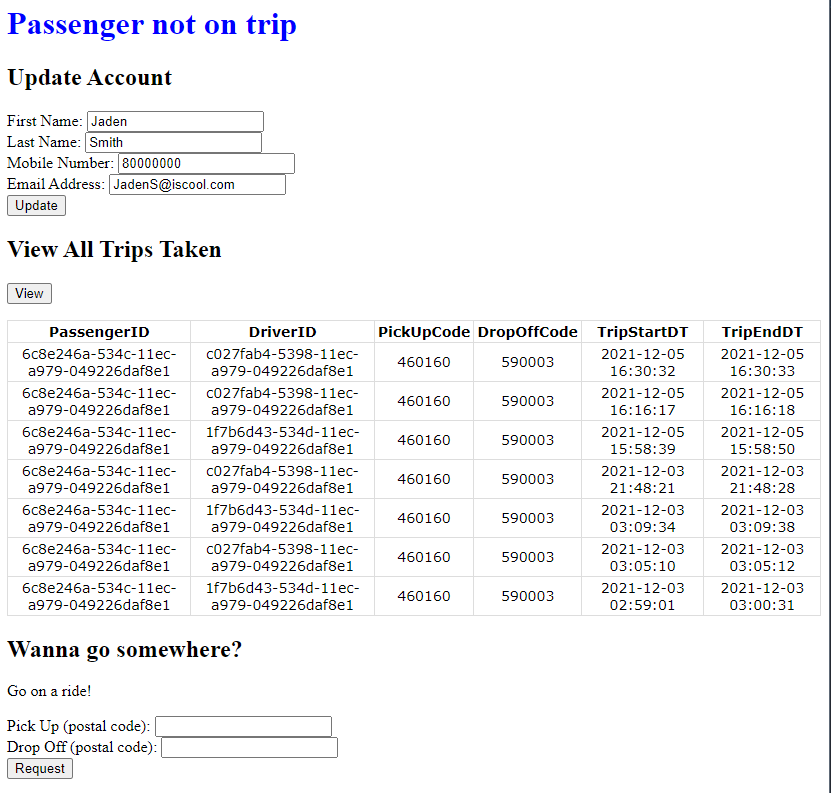 Passenger not on trip
Update Account
First Name: Jaden
Last Name: Smith
Mobile Number: 80000000
Email Address: JadenS@iscool.com
Update
View All Trips Taken
View
PassengerID DriverID PickUpCode DropOffCode TripStartDT TripEndDT
6c8e246a-534c-11ec- c027fab4-5398-11ec- 460160 590003 2021-12-05 2021-12-05
a979-049226daf8e1 a979-049226daf8e1 16:30:32 16:30:33
6c8e246a-534c-11ec- c027fab4-5398-11ec- 460160 590003 2021-12-05 2021-12-05
a979-049226daf8e1 a979-049226daf8e1 16:16:17 16:16:18
6c8e246a-534c-11ec- 1f7b6d43-534d-11ec- 460160 590003 2021-12-05 2021-12-05
a979-049226daf8e1 a979-049226daf8e1 15:58:39 15:58:50
6c8e246a-534c-11ec- c027fab4-5398-11ec- 460160 590003 2021-12-03 2021-12-03
a979-049226daf8e1 a979-049226daf8e1 21:48:21 21:48:28
6c8e246a-534c-11ec- 1f7b6d43-534d-11ec- 460160 590003 2021-12-03 2021-12-03
a979-049226daf8e1 a979-049226daf8e1 03:09:34 03:09:38
6c8e246a-534c-11ec- c027fab4-5398-11ec- 460160 590003 2021-12-03 2021-12-03
a979-049226daf8e1 a979-049226daf8e1 03:05:10 03:05:12
6c8e246a-534c-11ec- 1f7b6d43-534d-11ec- 460160 590003 2021-12-03 2021-12-03
a979-049226daf8e1 a979-049226daf8e1 02:59:01 03:00:31
Wanna go somewhere?
Go on a ride!
Pick Up (postal code):
Drop Off (postal code):
Request